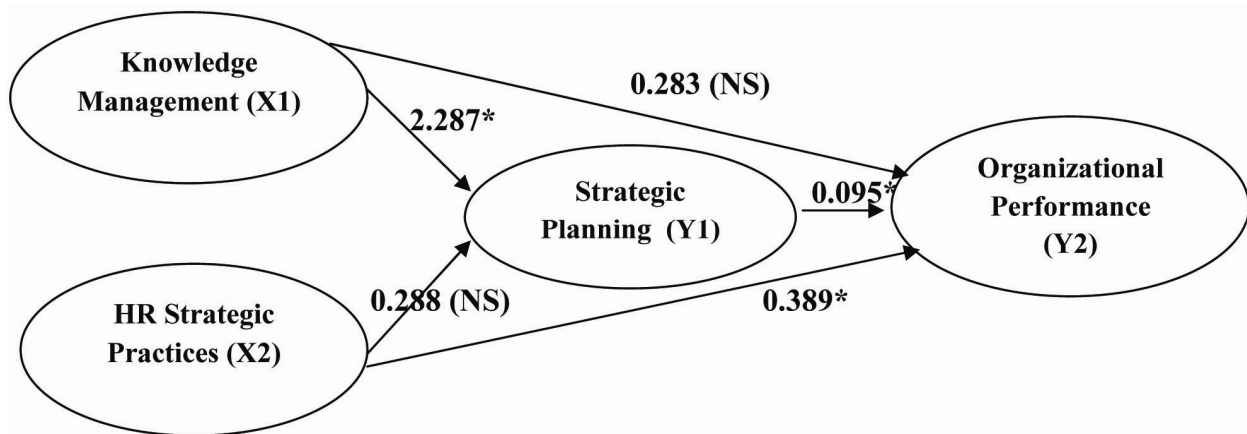 Knowledge
Management (X1)
0.283 (NS)
2.287*
Organizational
Performance
(Y2)
Strategic
Planning (Y1)
0.095*
HR Strategic
Practices (X2)
0.288 (NS)
0.389*